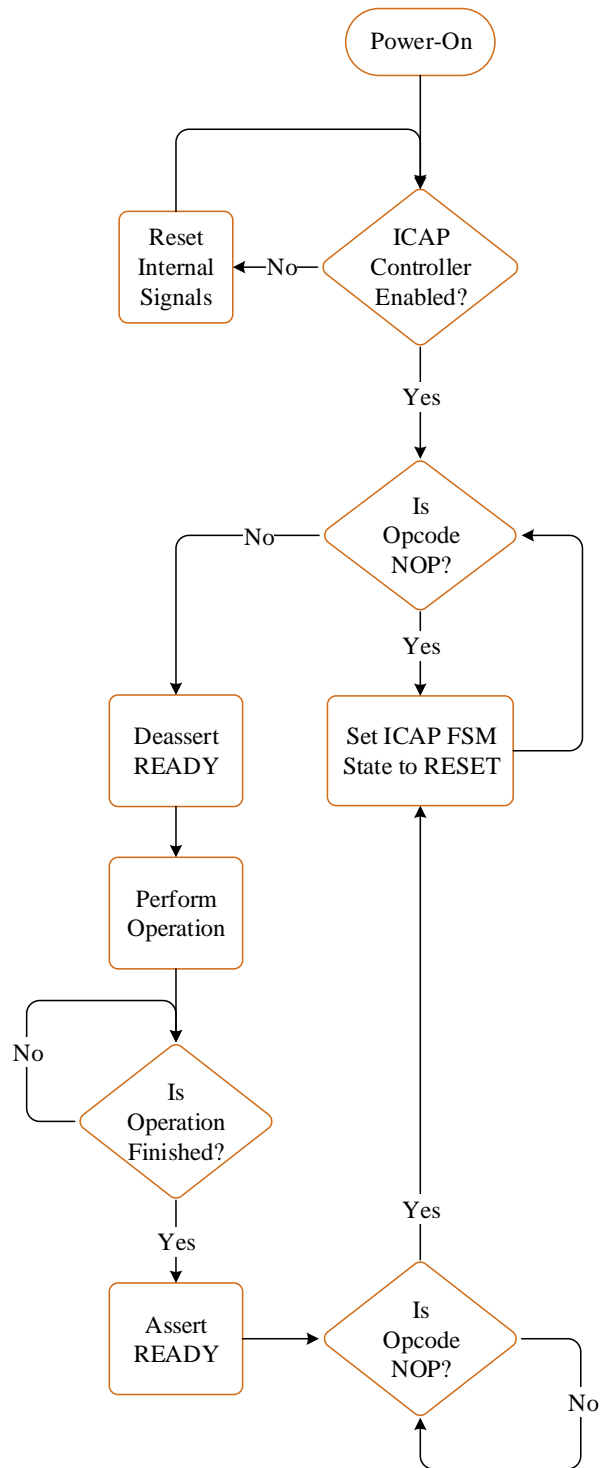 Power-On
Reset
Internal
Signals
No
ICAP
Controller
Enabled?
Yes
Is
Opcode
NOP?
No
Yes
Deassert
READY
Set ICAP FSM
State to RESET
Perform
Operation
No
Is
Operation
Finished?
Yes
Yes
Assert
READY
Is
Opcode
NOP?
No